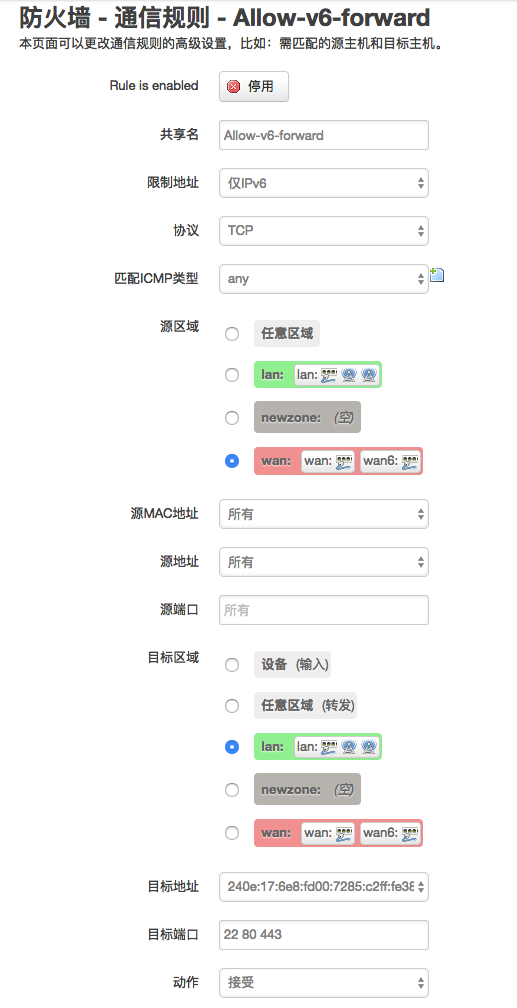 防火墙 - 通信规则 - Allow-v6-forward
本页面可以更改通信规则的高级设置，比如：需匹配的源主机和目标主机。
Rule is enabled 停用
共享名 Allow-v6-forward
限制地址 仅IPv6
协议 TCP
匹配ICMP类型 any
源区域 任意区域
lan: lan:
newzone: (空)
wan: wan: wan6:
源MAC地址 所有
源地址 所有
源端口 所有
目标区域 设备 (输入)
任意区域 (转发)
lan: lan:
newzone: (空)
wan: wan: wan6:
目标地址 240e:17:6e8:fd00:7285:c2ff:fe38
目标端口 22 80 443
动作 接受